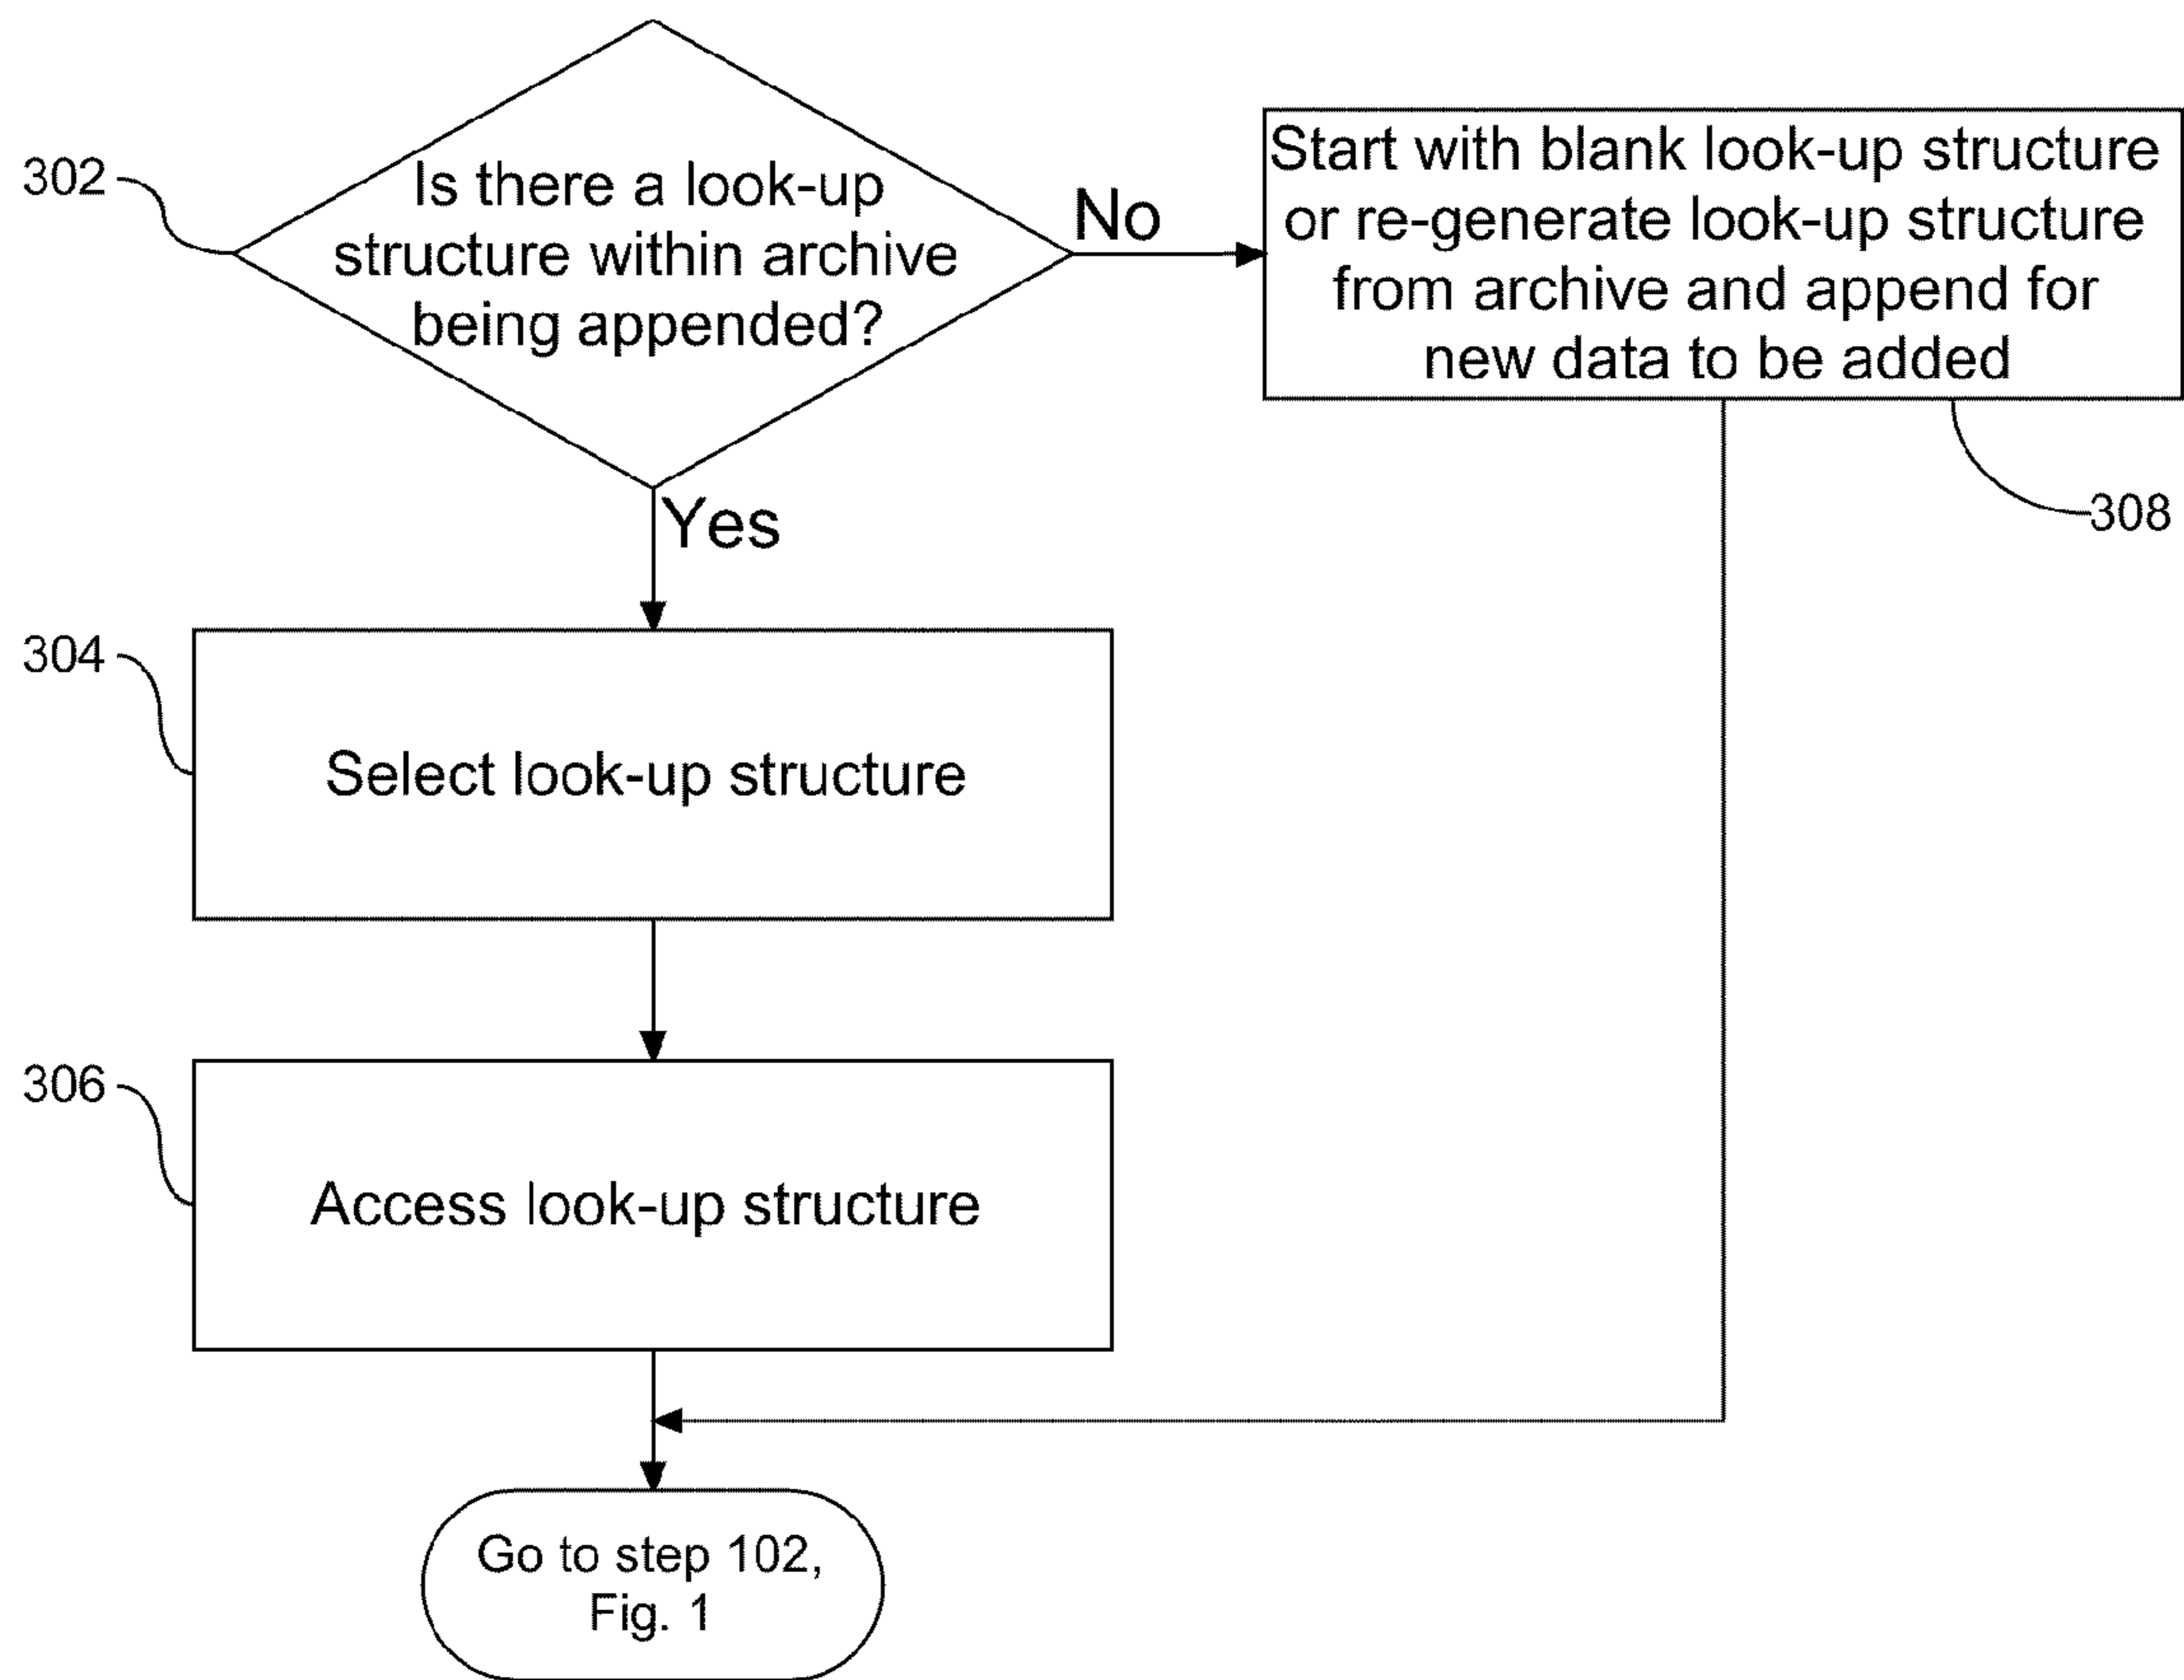 302
Is there a look-up
structure within archive
being appended?
No
Start with blank look-up structure
or re-generate look-up structure
from archive and append for
new data to be added
308
Yes
304
Select look-up structure
306
Access look-up structure
Go to step 102,
Fig. 1